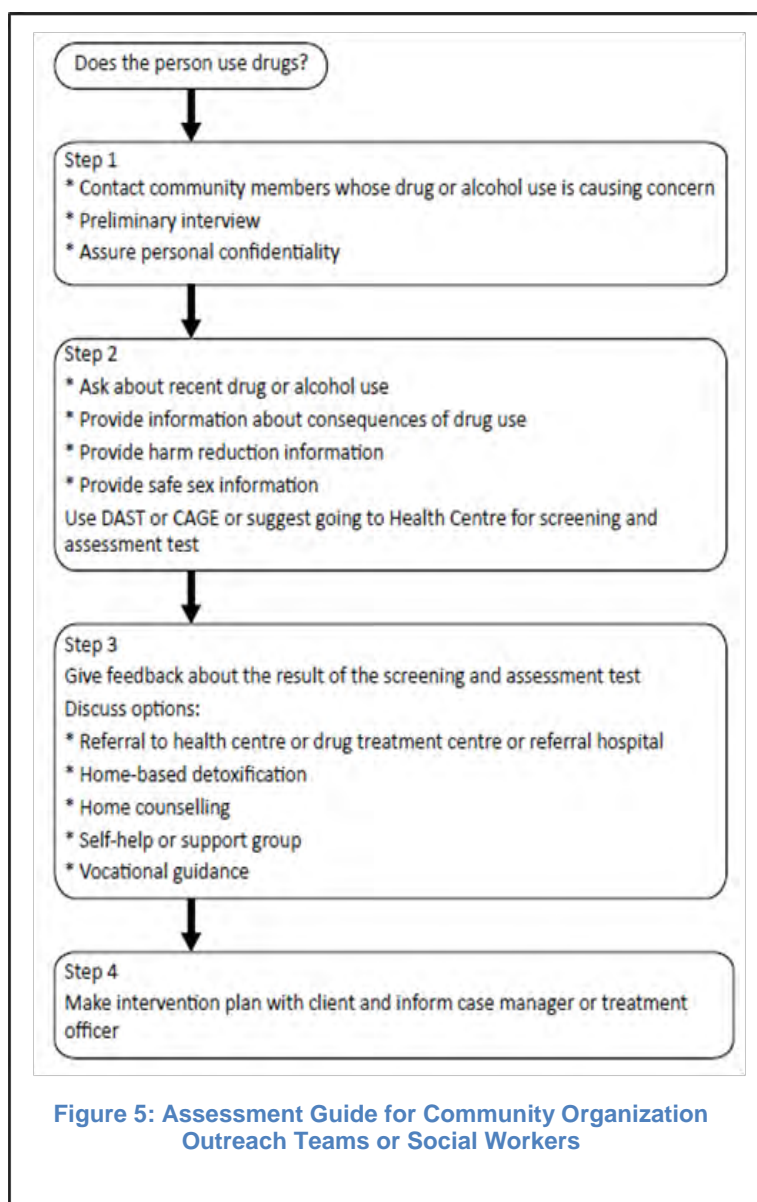 Does the person use drugs?
Step 1
* Contact community members whose drug or alcohol use is causing concern
* Preliminary interview
* Assure personal confidentiality
Step 2
* Ask about recent drug or alcohol use
* Provide information about consequences of drug use
* Provide harm reduction information
* Provide safe sex information
Use DAST or CAGE or suggest going to Health Centre for screening and
assessment test
Step 3
Give feedback about the result of the screening and assessment test
Discuss options:
* Referral to health centre or drug treatment centre or referral hospital
* Home-based detoxification
* Home counselling
* Self-help or support group
* Vocational guidance
Step 4
Make intervention plan with client and inform case manager or treatment
officer
Figure 5: Assessment Guide for Community Organization
Outreach Teams or Social Workers